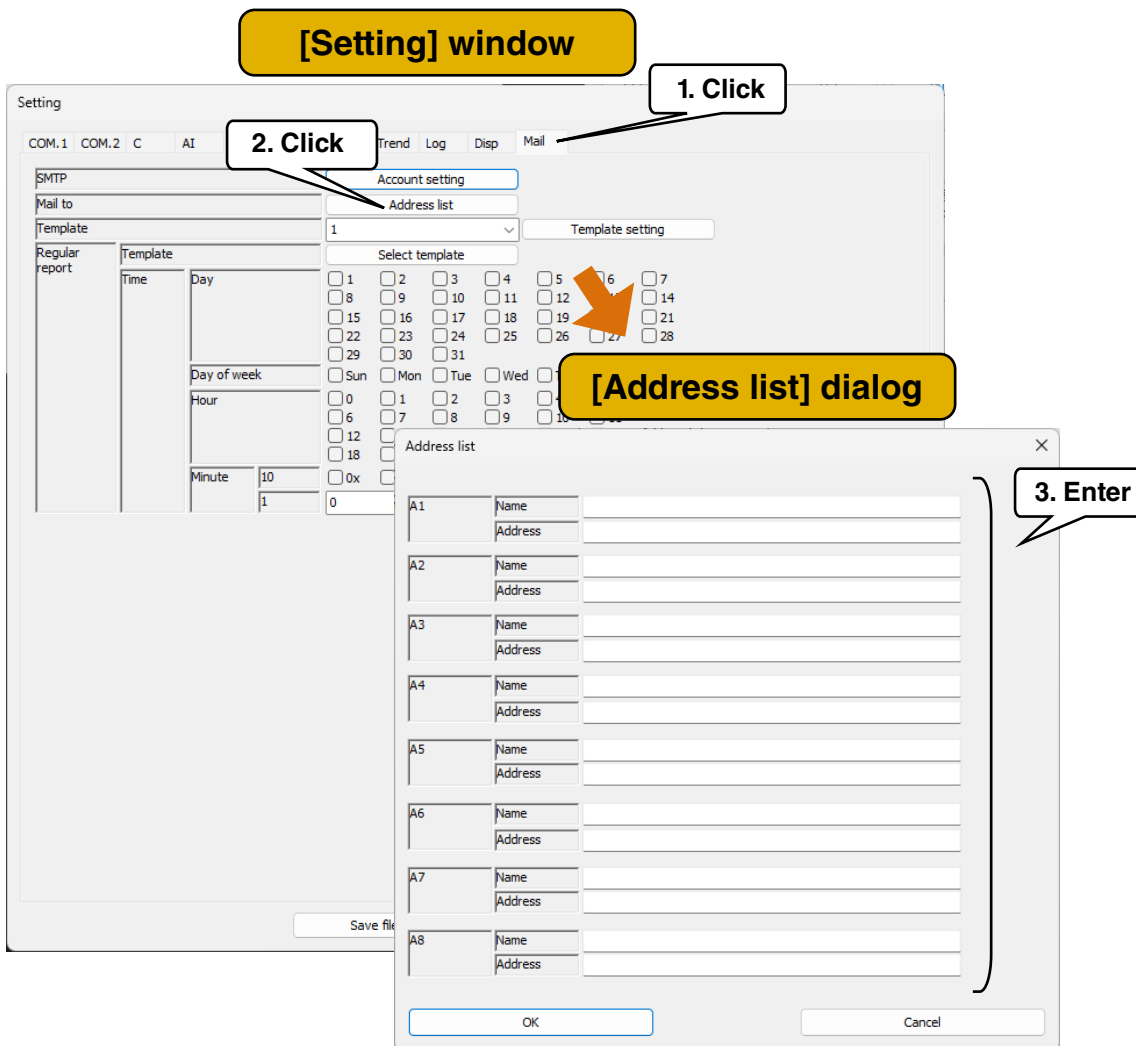 [Setting] window
1. Click
Setting
2. Click
COM.1 COM.2 C AI Trend Log Disp Mail
SMTP Account setting
Mail to Address list
Template 1 Template setting
Regular report Template Select template
Time Day 1 2 3 4 5 6 7
8 9 10 11 12 14
15 16 17 18 19 21
22 23 24 25 26 27 28
29 30 31
Day of week Sun Mon Tue Wed
[Address list] dialog
Hour 0 1 2 3
6 7 8 9 10
12
18
Minute 10 0x
1 0
Save file
Address list
3. Enter
A1 Name
Address
A2 Name
Address
A3 Name
Address
A4 Name
Address
A5 Name
Address
A6 Name
Address
A7 Name
Address
A8 Name
Address
OK Cancel